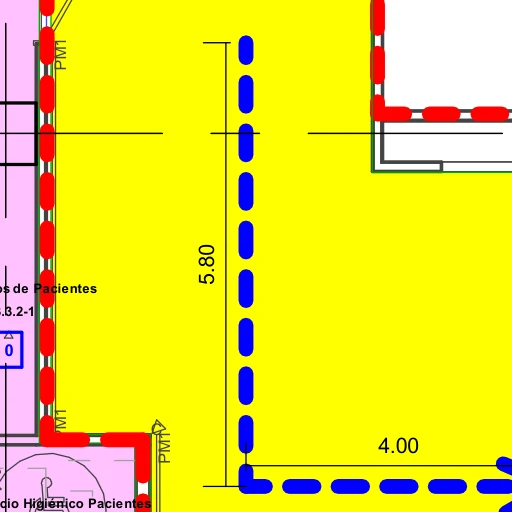 PM1
5.80
os de Pacientes
S.3.2-1
0
PM1
PM1
4.00
cio Higiénico Pacientes